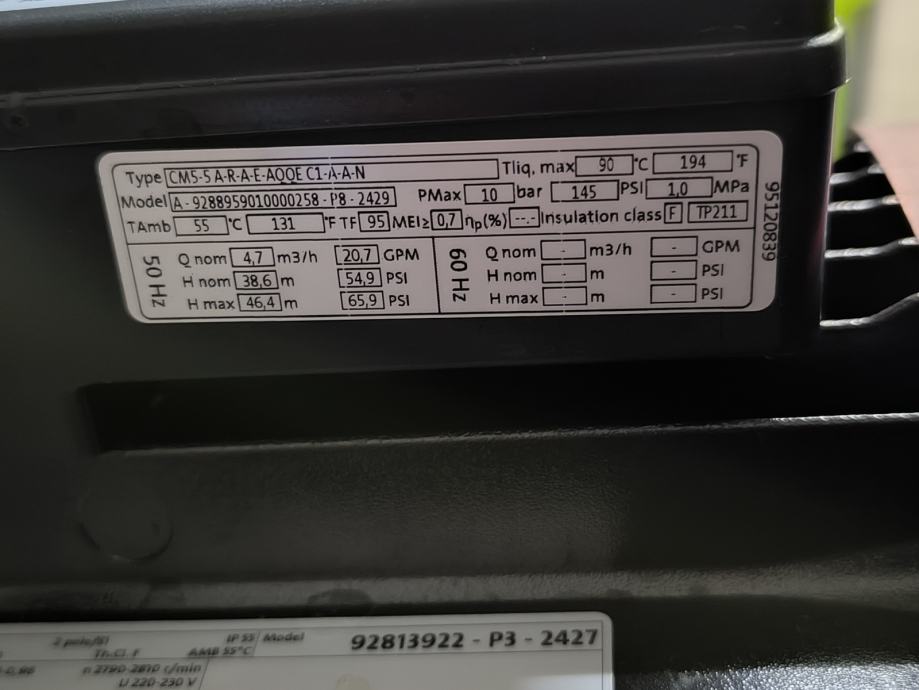 Type CM5-5 A-R-A-E-AQQE C1-A-A-N Tliq, max 90 °C 194 °F
Model A - 9288959010000258 - P8 - 2429 PMax 10 bar 145 PSI 1,0 MPa
TAmb 55 °C 131 °F TF 95 MEI≥ 0,7 ηp(%) --.- Insulation class F TP211
50 Hz
Q nom 4,7 m3/h 20,7 GPM
H nom 38,6 m 54,9 PSI
H max 46,4 m 65,9 PSI
60 Hz
Q nom - m3/h - GPM
H nom - m - PSI
H max - m - PSI
95120839
2 pole/SI IP 55 Model 92813922 - P3 - 2427
Th.Cl. F AMB 55°C
n 2790-2810 c/min
U 220-230 V